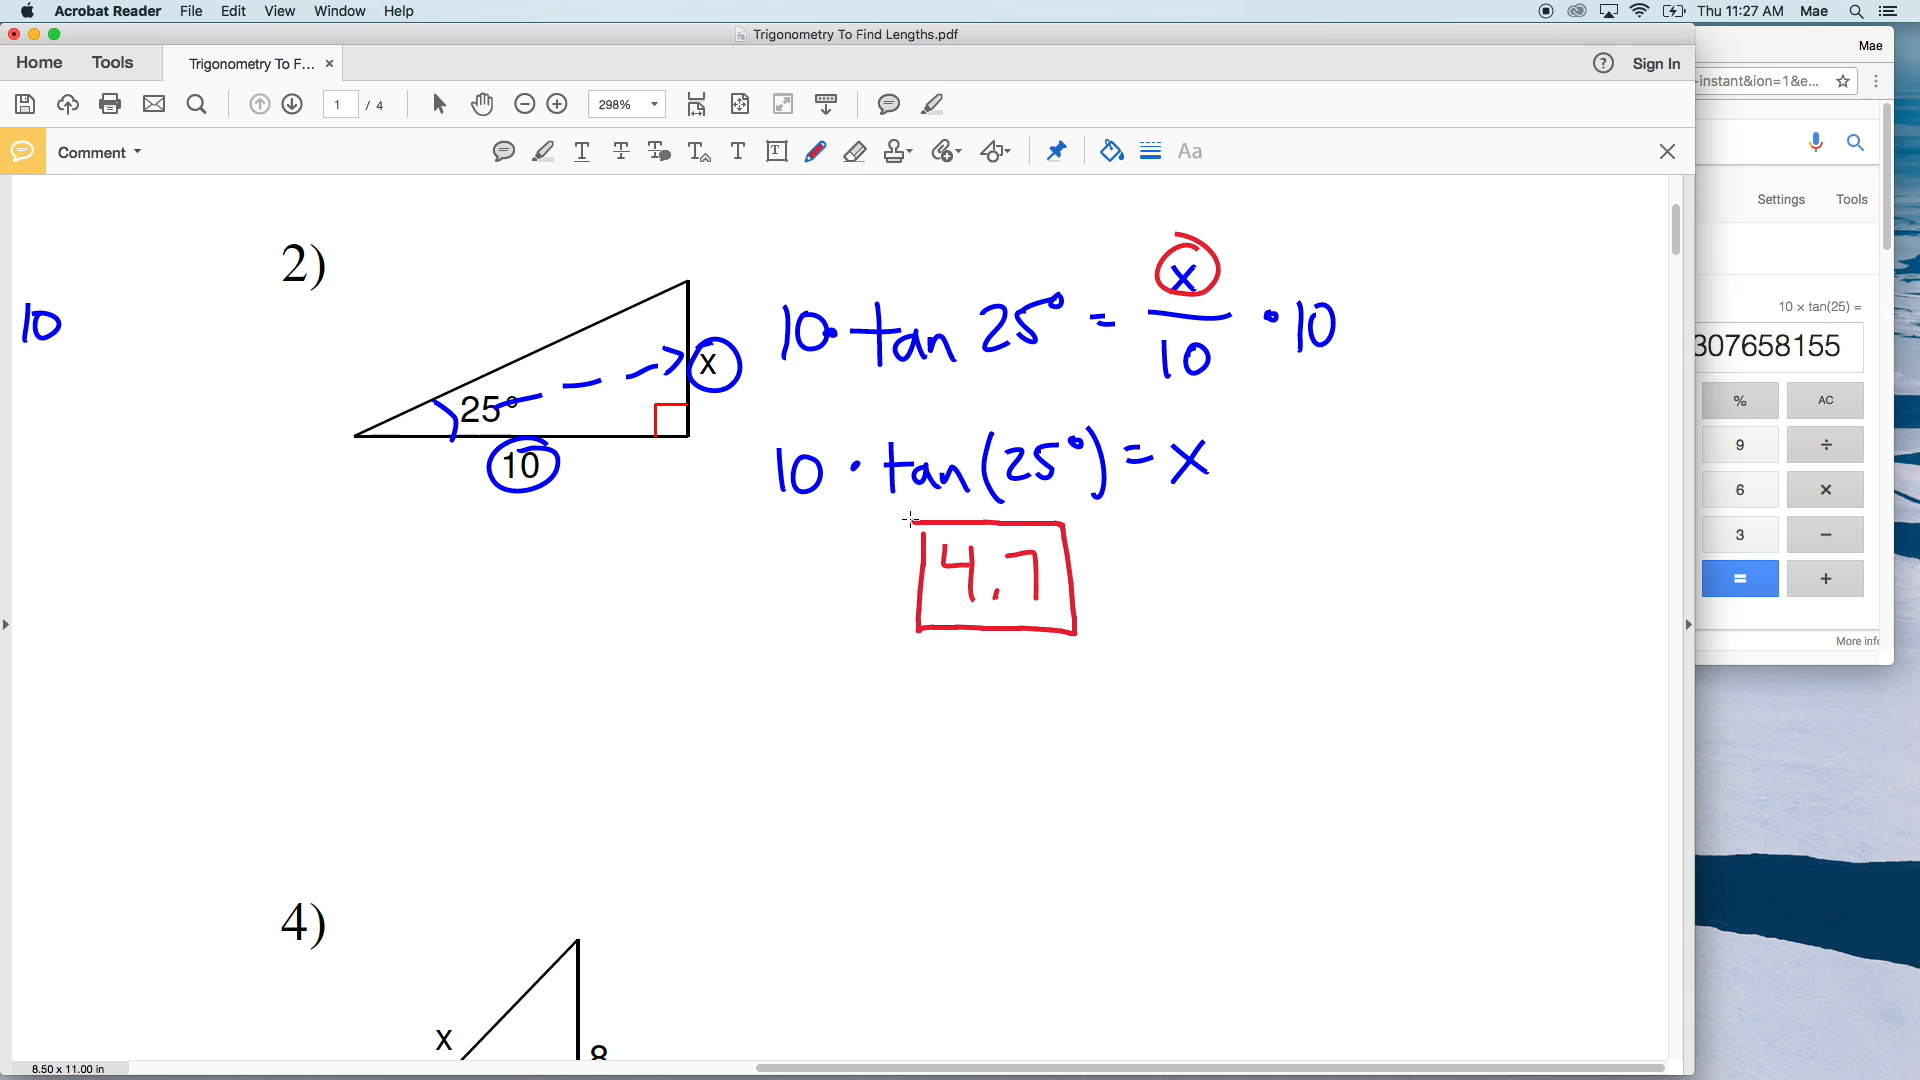 Acrobat Reader File Edit View Window Help Thu 11:27 AM Mae
Trigonometry To Find Lengths.pdf
Mae
Home Tools Trigonometry To F... × ? Sign In
-instant&ion=1&e...
1 / 4 298%
Comment Aa
Settings Tools
2)
10
25°
x
10
10 · tan 25° = x/10 · 10
10 · tan(25°) = x
4.7
10 × tan(25) =
307658155
% AC
9 ÷
6 ×
3 −
= +
More info
4)
x
8
8.50 x 11.00 in